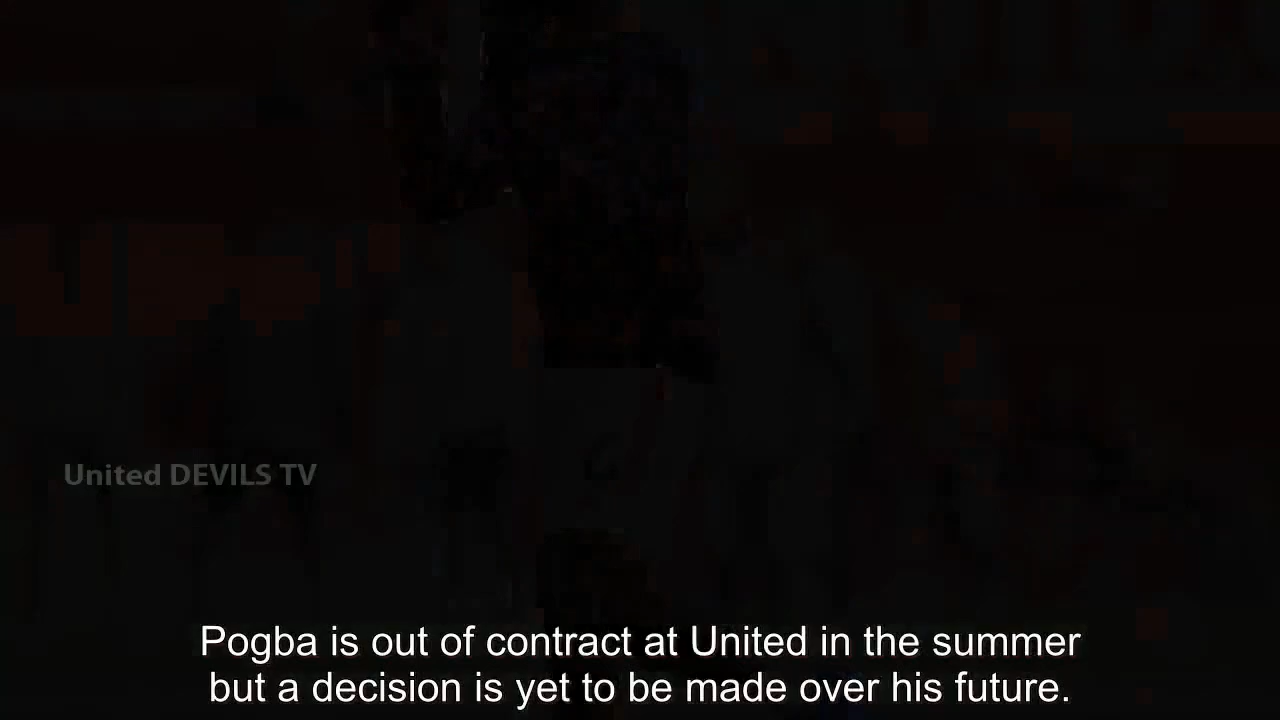 United DEVILS TV
Pogba is out of contract at United in the summer
but a decision is yet to be made over his future.